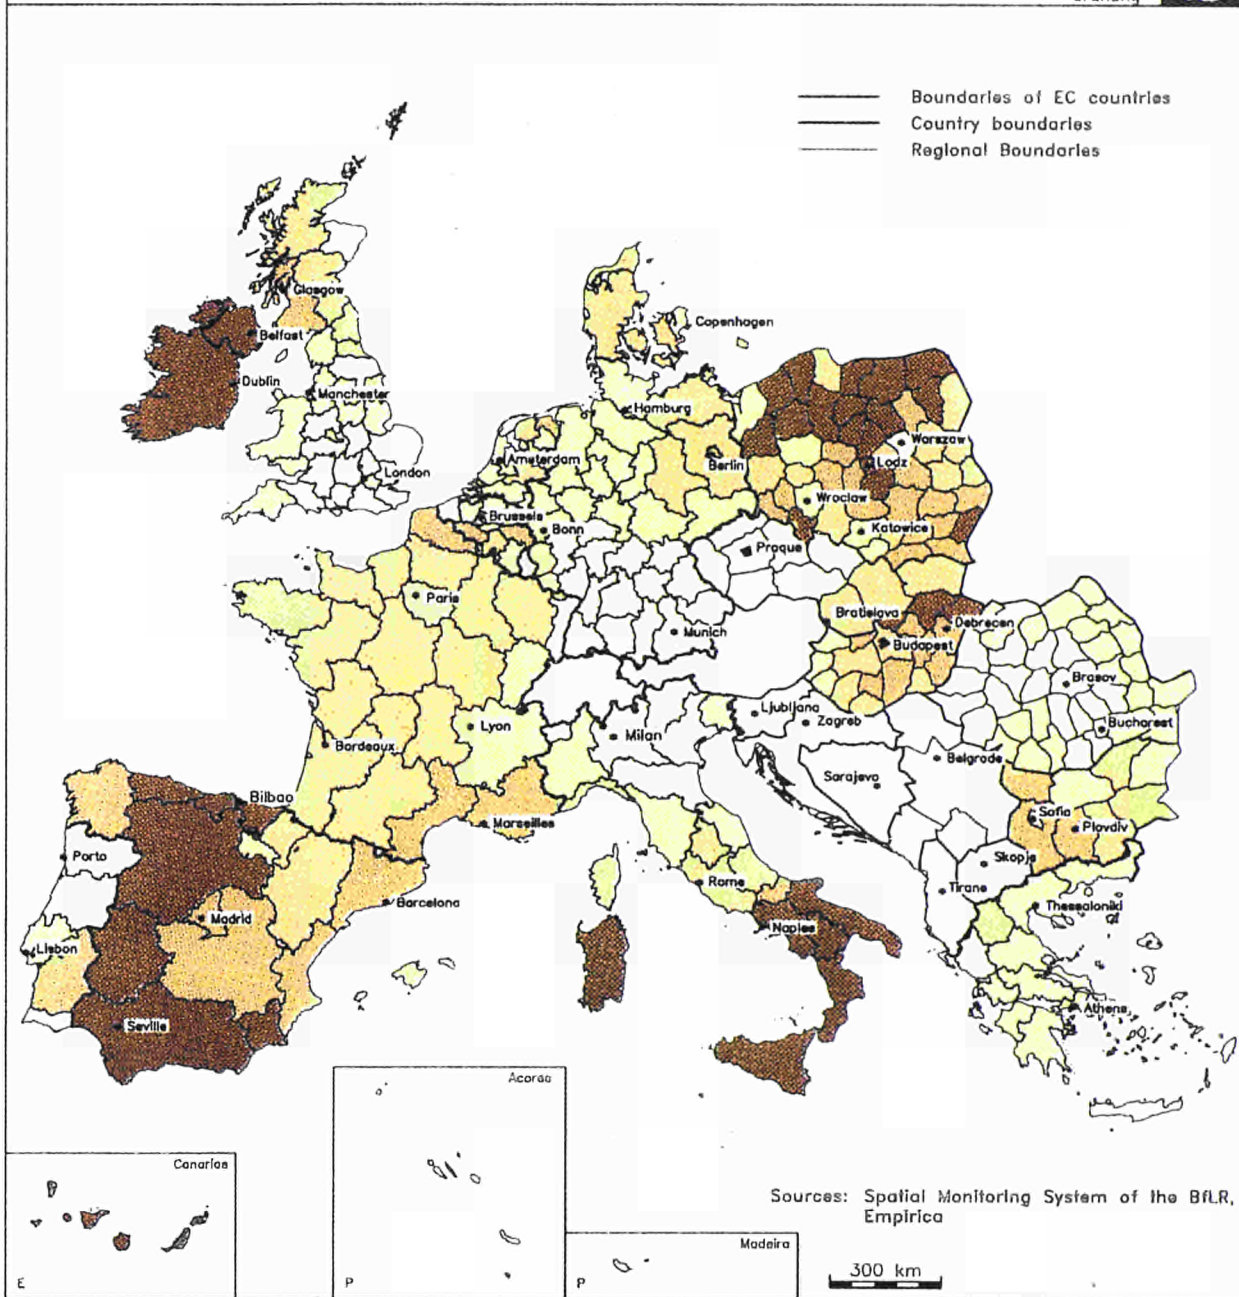 Boundaries of EC countries
Country boundaries
Regional Boundaries
Glasgow
Belfast
Copenhagen
Dublin
Manchester
Hamburg
Warszaw
Amsterdam
Berlin
Lodz
London
Wroclaw
Brussels
Bonn
Katowice
Prague
Paris
Bratislava
Debrecen
Munich
Budapest
Brasov
Ljubljana
Zagreb
Bucharest
Lyon
Milan
Bordeaux
Belgrade
Sarajevo
Bilbao
Marseilles
Sofia
Plovdiv
Porto
Skopje
Rome
Tirane
Barcelona
Madrid
Thessaloniki
Naples
Lisbon
Athens
Seville
Acores
Canarias
Sources: Spatial Monitoring System of the BfLR,
Empirica
Madeira
300 km
E
P
P